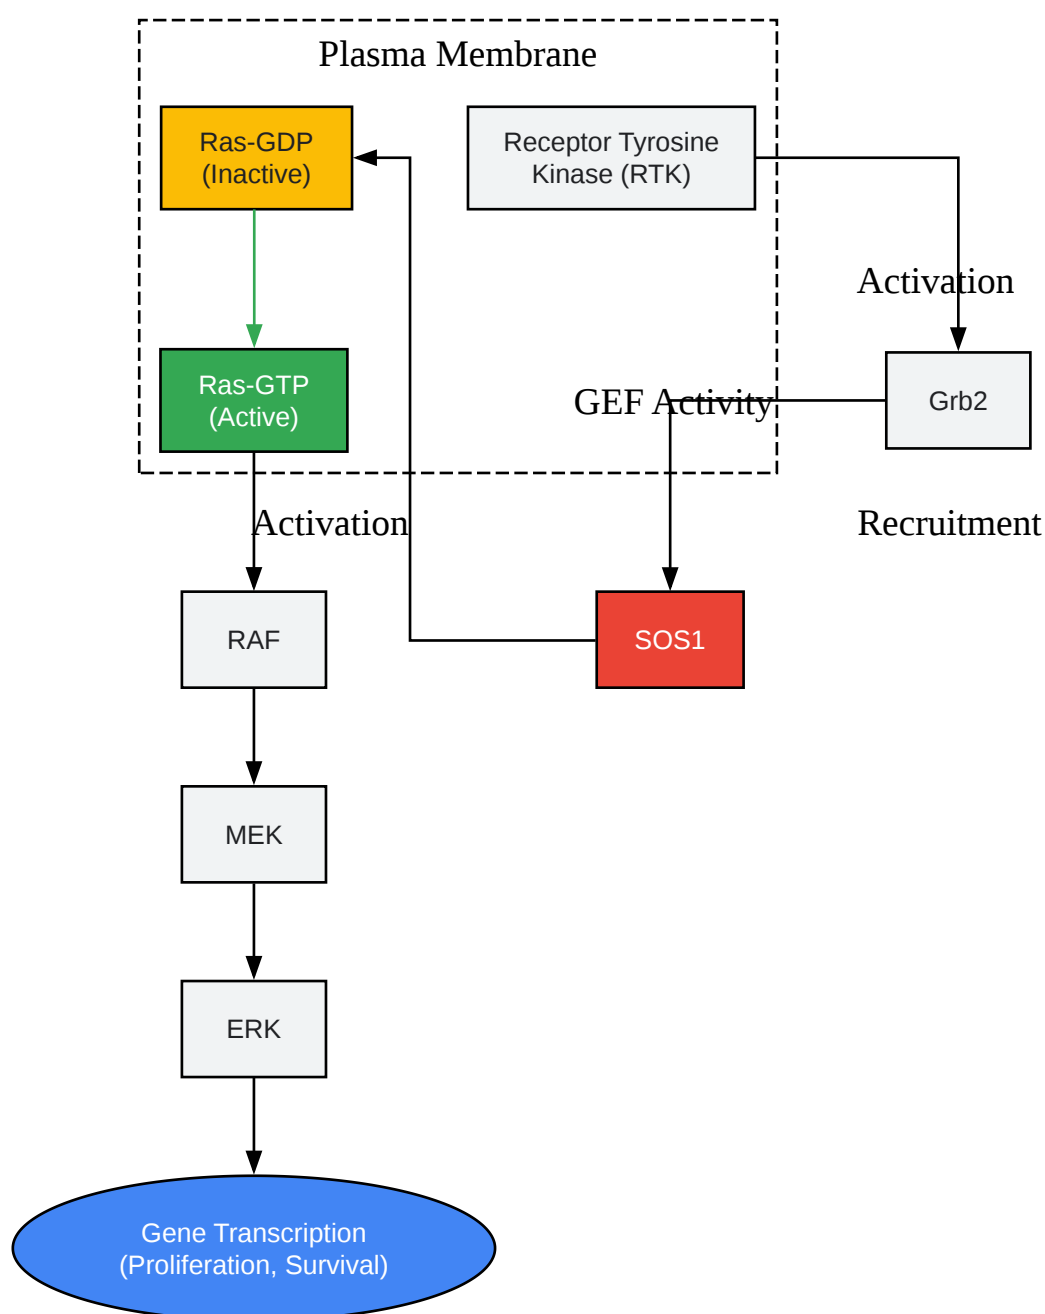 Plasma Membrane
Ras-GDP
(Inactive)
Receptor Tyrosine
Kinase (RTK)
Activation
Ras-GTP
(Active)
GEF Activity
Grb2
Activation
Recruitment
RAF
SOS1
MEK
ERK
Gene Transcription
(Proliferation, Survival)